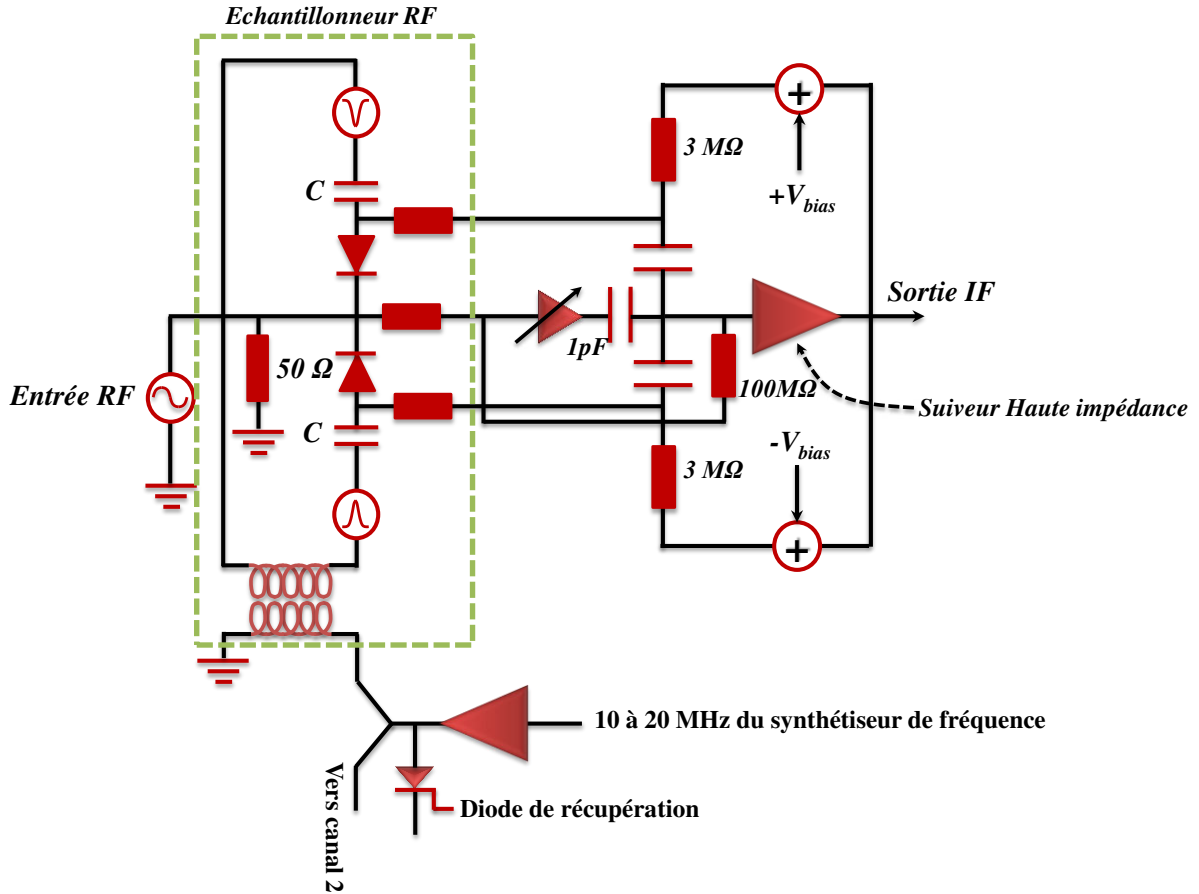 Echantillonneur RF
C
3 MΩ
+Vbias
Sortie IF
1pF
50 Ω
100MΩ
Entrée RF
Suiveur Haute impédance
C
-Vbias
3 MΩ
10 à 20 MHz du synthétiseur de fréquence
Vers canal 2
Diode de récupération